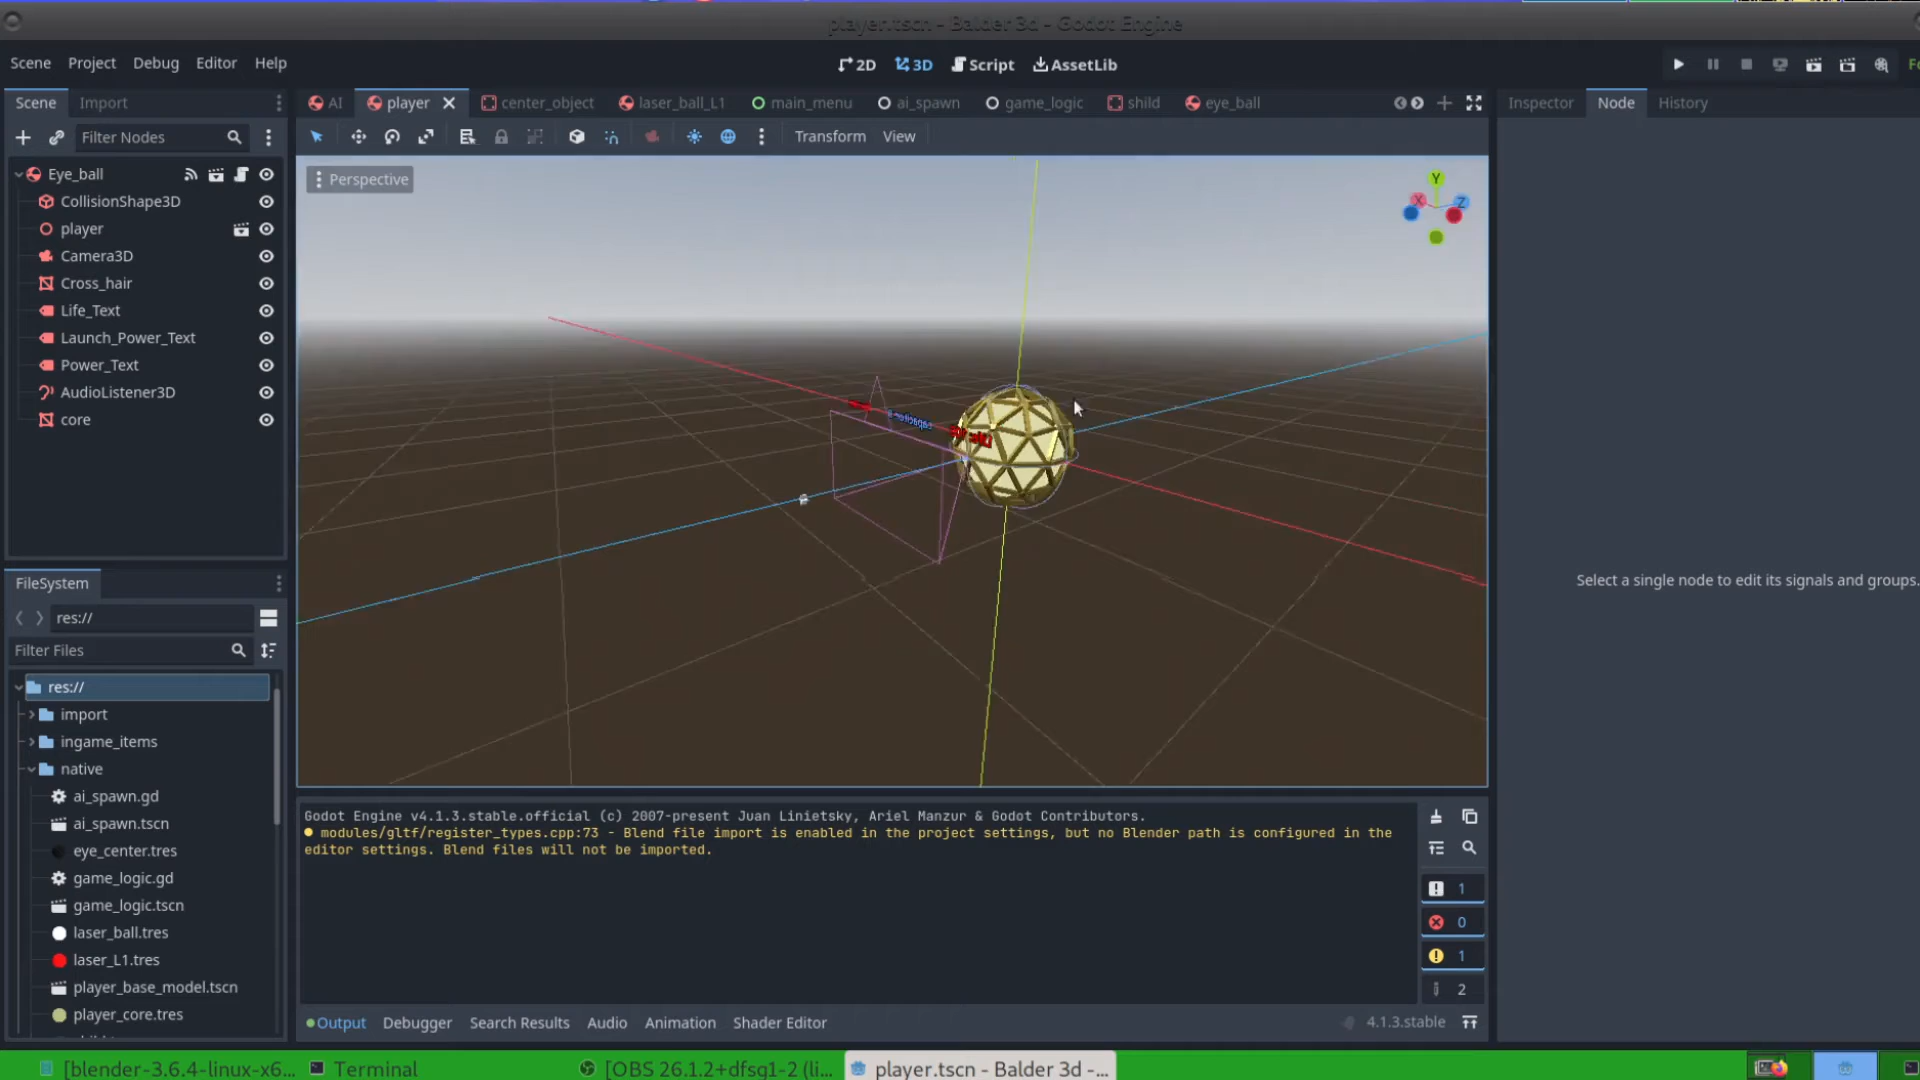 player.tscn - Balder 3d - Godot Engine
Scene Project Debug Editor Help
2D 3D Script AssetLib
Scene Import
AI player center_object laser_ball_L1 main_menu ai_spawn game_logic shild eye_ball
Inspector Node History
Filter Nodes
Transform View
Perspective
Y
X
Z
Eye_ball
CollisionShape3D
player
Camera3D
Cross_hair
Life_Text
Launch_Power_Text
Power_Text
AudioListener3D
core
Select a single node to edit its signals and groups.
FileSystem
res://
Filter Files
res://
import
ingame_items
native
ai_spawn.gd
ai_spawn.tscn
eye_center.tres
game_logic.gd
game_logic.tscn
laser_ball.tres
laser_L1.tres
player_base_model.tscn
player_core.tres
Godot Engine v4.1.3.stable.official (c) 2007-present Juan Linietsky, Ariel Manzur & Godot Contributors.
modules/gltf/register_types.cpp:73 - Blend file import is enabled in the project settings, but no Blender path is configured in the
editor settings. Blend files will not be imported.
1
0
1
2
Output Debugger Search Results Audio Animation Shader Editor
4.1.3.stable
[blender-3.6.4-linux-x6... Terminal [OBS 26.1.2+dfsg1-2 (li... player.tscn - Balder 3d -...